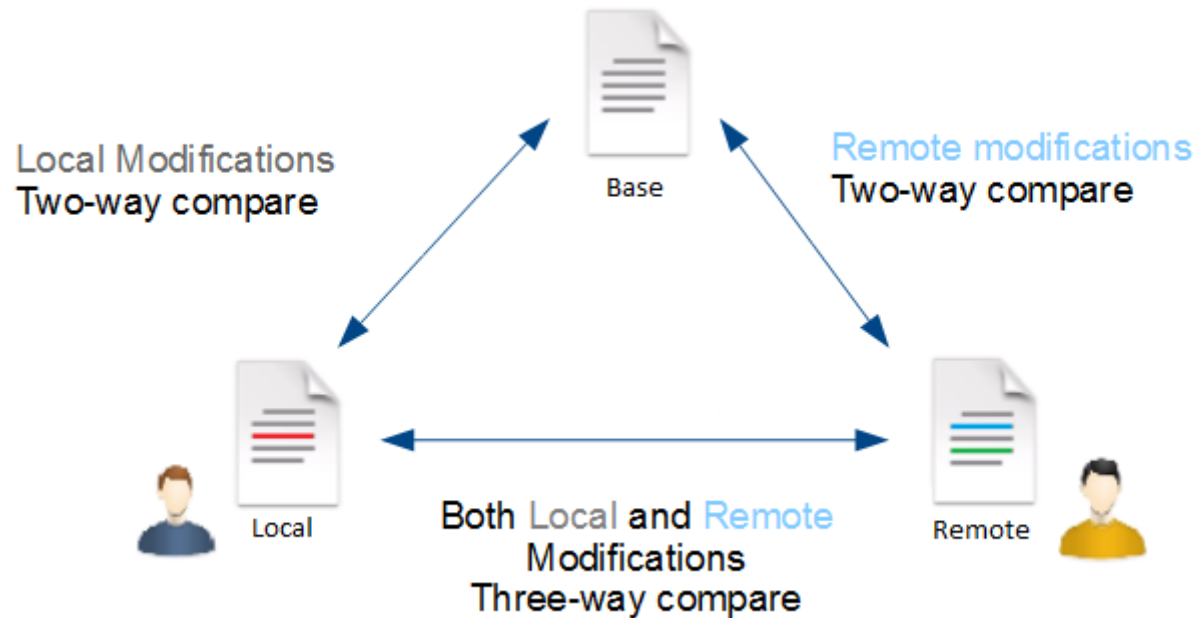 Base
Local Modifications
Two-way compare
Remote modifications
Two-way compare
Local
Both Local and Remote
Modifications
Three-way compare
Remote